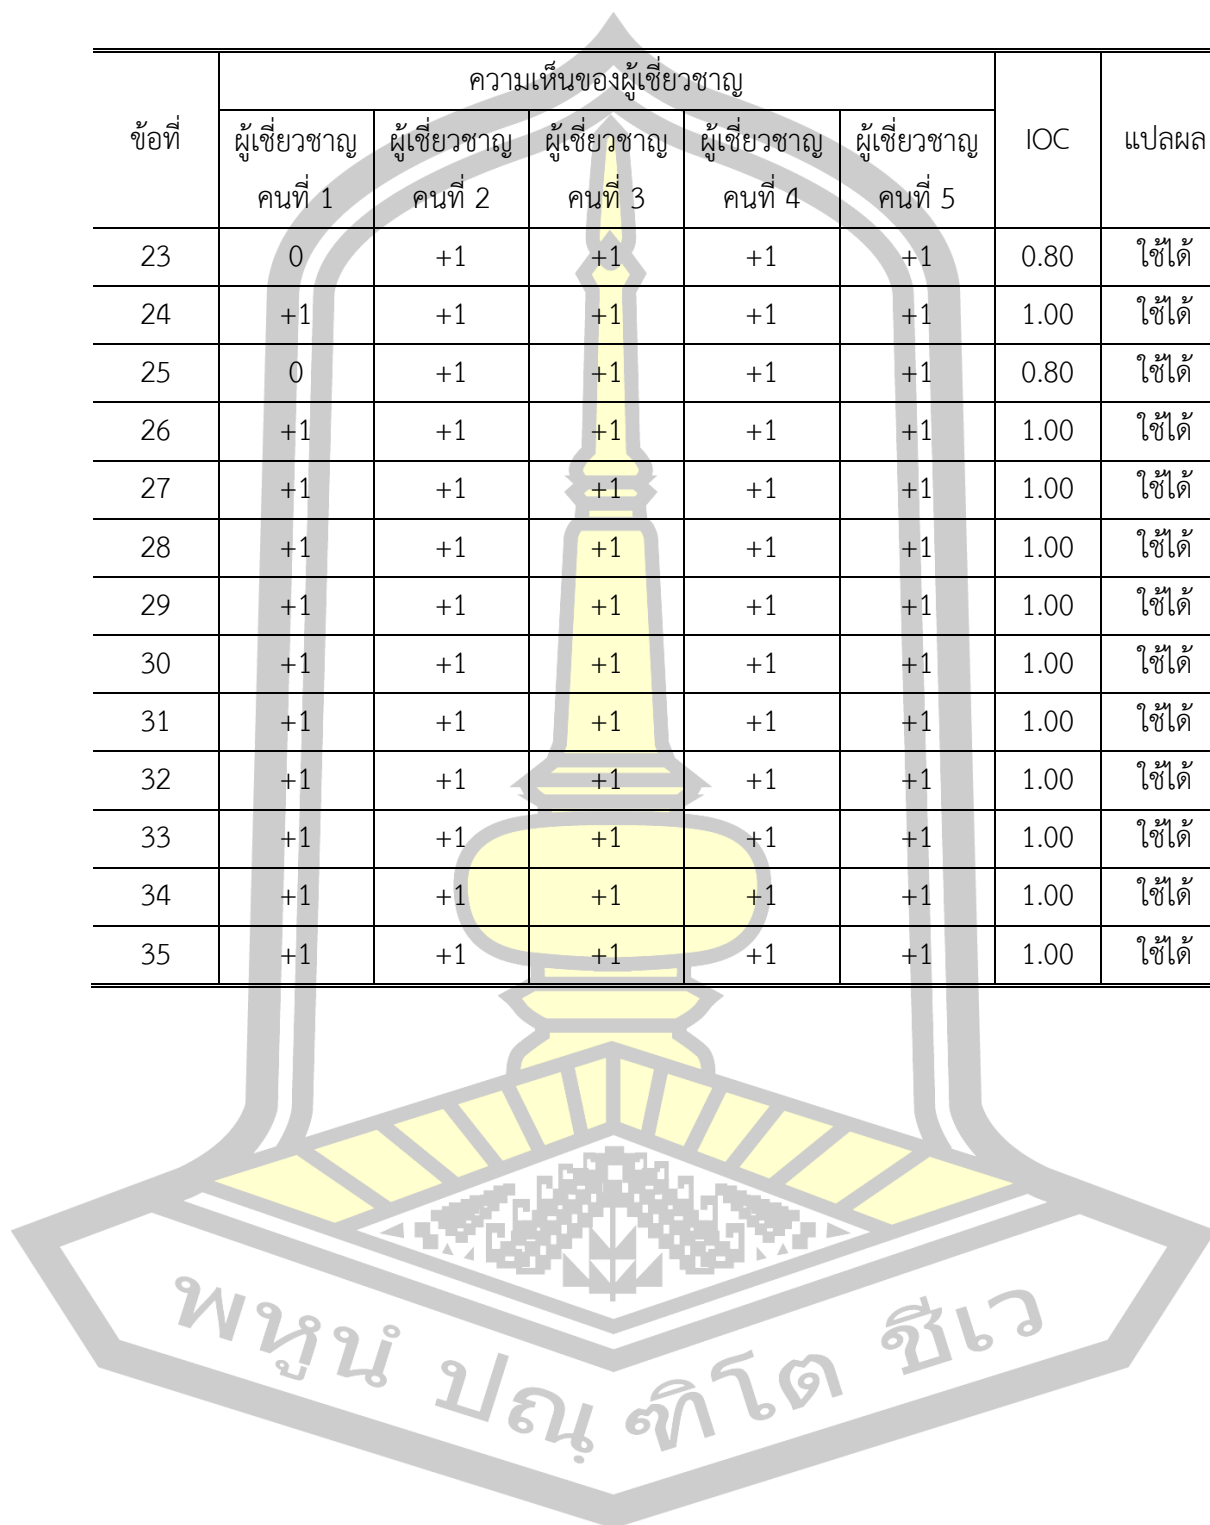 ข้อที่ ความเห็นของผู้เชี่ยวชาญ IOC แปลผล
ผู้เชี่ยวชาญ คนที่ 1 ผู้เชี่ยวชาญ คนที่ 2 ผู้เชี่ยวชาญ คนที่ 3 ผู้เชี่ยวชาญ คนที่ 4 ผู้เชี่ยวชาญ คนที่ 5
23 0 +1 +1 +1 +1 0.80 ใช้ได้
24 +1 +1 +1 +1 +1 1.00 ใช้ได้
25 0 +1 +1 +1 +1 0.80 ใช้ได้
26 +1 +1 +1 +1 +1 1.00 ใช้ได้
27 +1 +1 +1 +1 +1 1.00 ใช้ได้
28 +1 +1 +1 +1 +1 1.00 ใช้ได้
29 +1 +1 +1 +1 +1 1.00 ใช้ได้
30 +1 +1 +1 +1 +1 1.00 ใช้ได้
31 +1 +1 +1 +1 +1 1.00 ใช้ได้
32 +1 +1 +1 +1 +1 1.00 ใช้ได้
33 +1 +1 +1 +1 +1 1.00 ใช้ได้
34 +1 +1 +1 +1 +1 1.00 ใช้ได้
35 +1 +1 +1 +1 +1 1.00 ใช้ได้
พหูนํ ปณฺฑิโต ชีเว